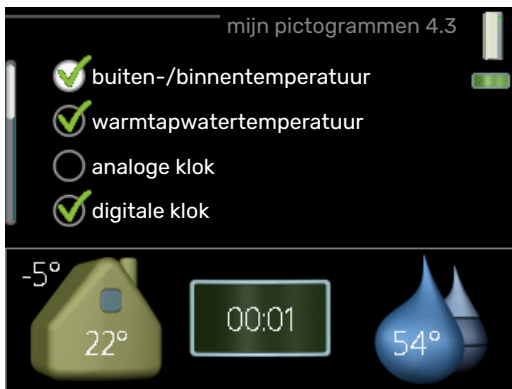 mijn pictogrammen 4.3
buiten-/binnentemperatuur
warmtapwatertemperatuur
analoge klok
digitale klok
-5°
22°
00:01
54°